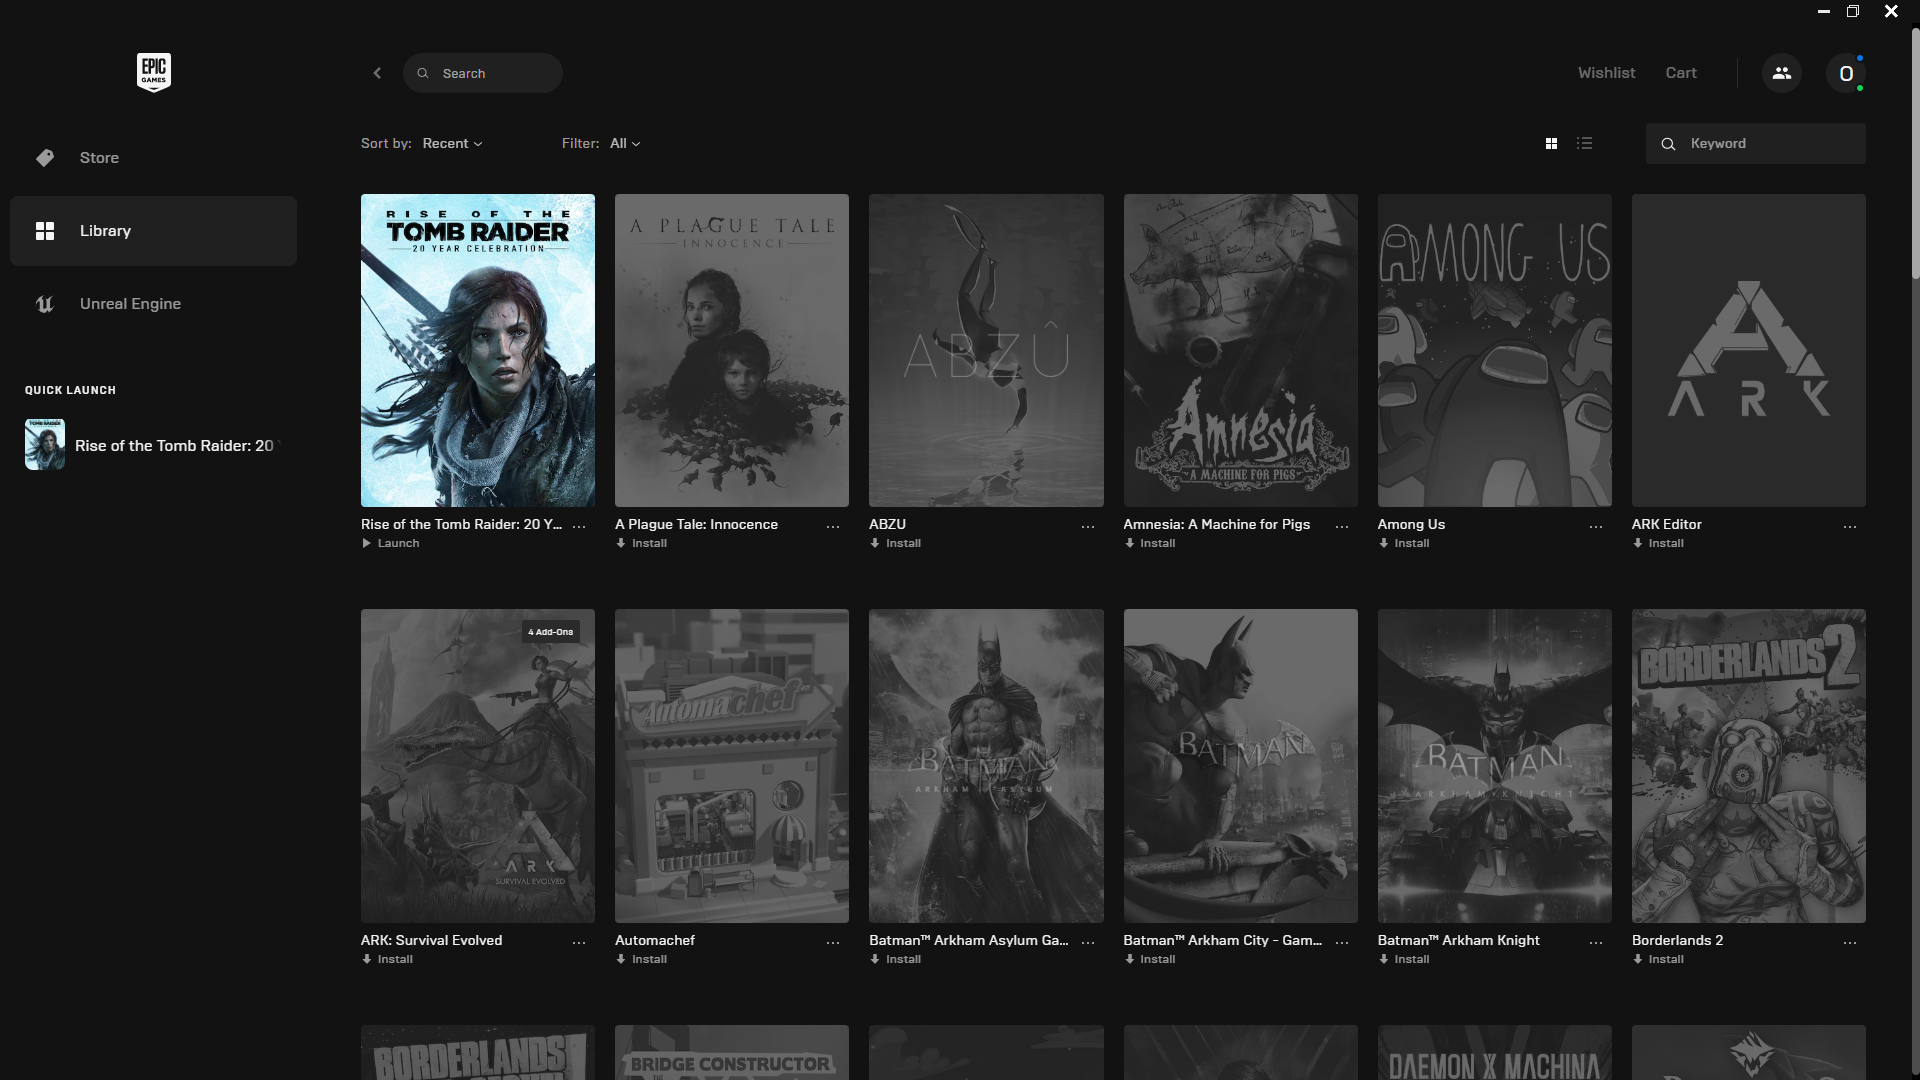 EPIC
GAMES
Search
Wishlist
Cart
O
Store
Library
Unreal Engine
QUICK LAUNCH
Rise of the Tomb Raider: 20
Sort by: Recent
Filter: All
Keyword
RISE OF THE
TOMB RAIDER
20 YEAR CELEBRATION
A PLAGUE TALE
INNOCENCE
ABZÛ
Amnesia
A MACHINE FOR PIGS
AMONG US
ARK
Rise of the Tomb Raider: 20 Y...
Launch
A Plague Tale: Innocence
Install
ABZU
Install
Amnesia: A Machine for Pigs
Install
Among Us
Install
ARK Editor
Install
4 Add-Ons
ARK
SURVIVAL EVOLVED
Automachef
BATMAN
ARKHAM ASYLUM
BATMAN
BATMAN
ARKHAM KNIGHT
BORDERLANDS 2
ARK: Survival Evolved
Install
Automachef
Install
Batman™ Arkham Asylum Ga...
Install
Batman™ Arkham City - Gam...
Install
Batman™ Arkham Knight
Install
Borderlands 2
Install
BORDERLANDS
BRIDGE CONSTRUCTOR
THE
DAEMON X MACHINA